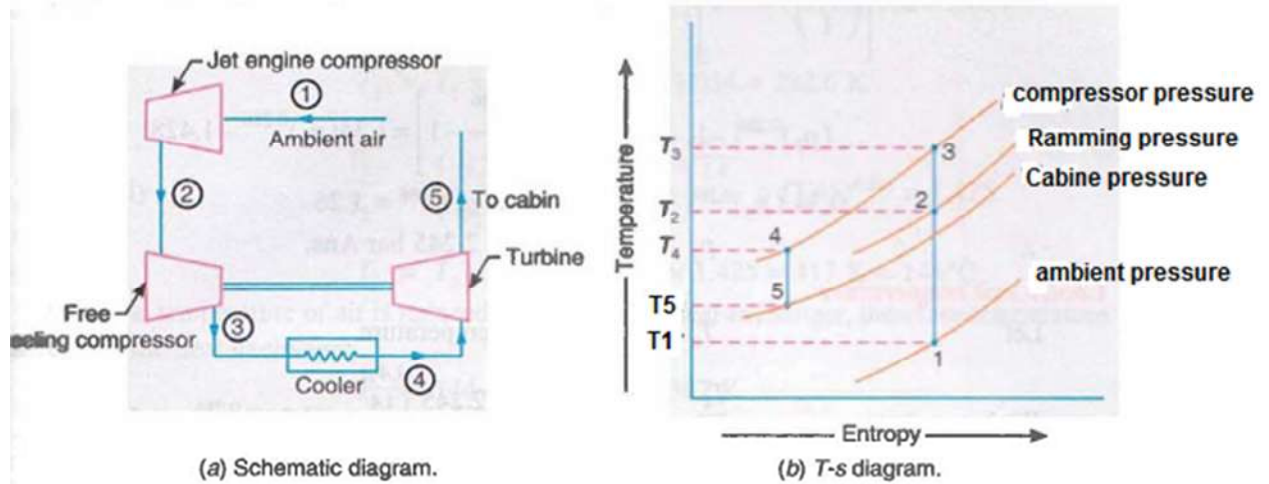 Jet engine compressor
1
Ambient air
2
5
To cabin
Turbine
Free
eeling compressor
3
Cooler
4
(a) Schematic diagram.
Temperature
T3
T2
T4
T5
T1
3
2
4
5
1
compressor pressure
Ramming pressure
Cabine pressure
ambient pressure
Entropy
(b) T-s diagram.